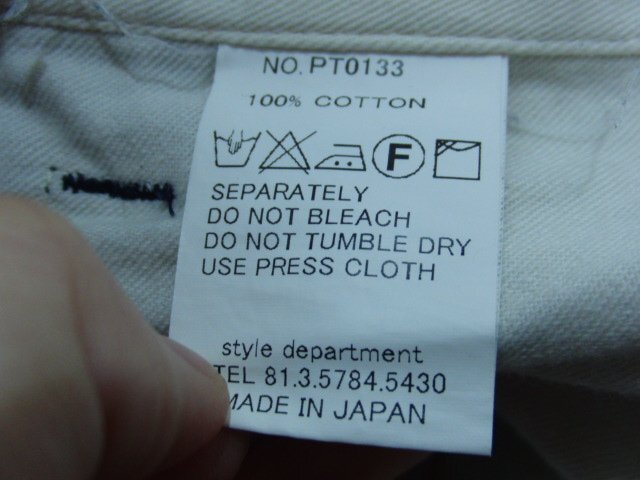 NO. PT0133
100% COTTON
F
SEPARATELY
DO NOT BLEACH
DO NOT TUMBLE DRY
USE PRESS CLOTH
style department
TEL 81.3.5784.5430
MADE IN JAPAN